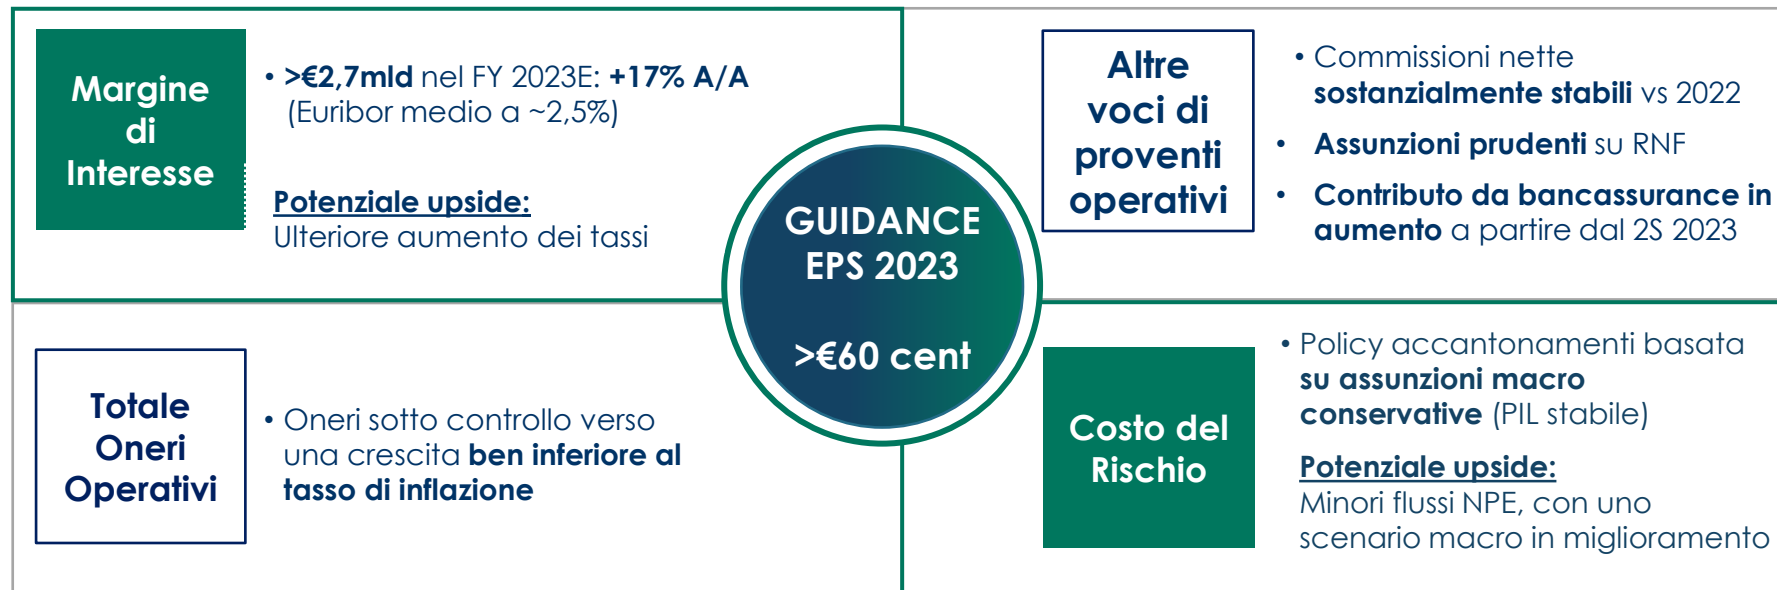 Margine
di
Interesse
• >€2,7mld nel FY 2023E: +17% A/A
(Euribor medio a ~2,5%)
Potenziale upside:
Ulteriore aumento dei tassi
Altre
voci di
proventi
operativi
• Commissioni nette
sostanzialmente stabili vs 2022
• Assunzioni prudenti su RNF
• Contributo da bancassurance in
aumento a partire dal 2S 2023
GUIDANCE
EPS 2023
>€60 cent
Totale
Oneri
Operativi
• Oneri sotto controllo verso
una crescita ben inferiore al
tasso di inflazione
Costo del
Rischio
• Policy accantonamenti basata
su assunzioni macro
conservative (PIL stabile)
Potenziale upside:
Minori flussi NPE, con uno
scenario macro in miglioramento